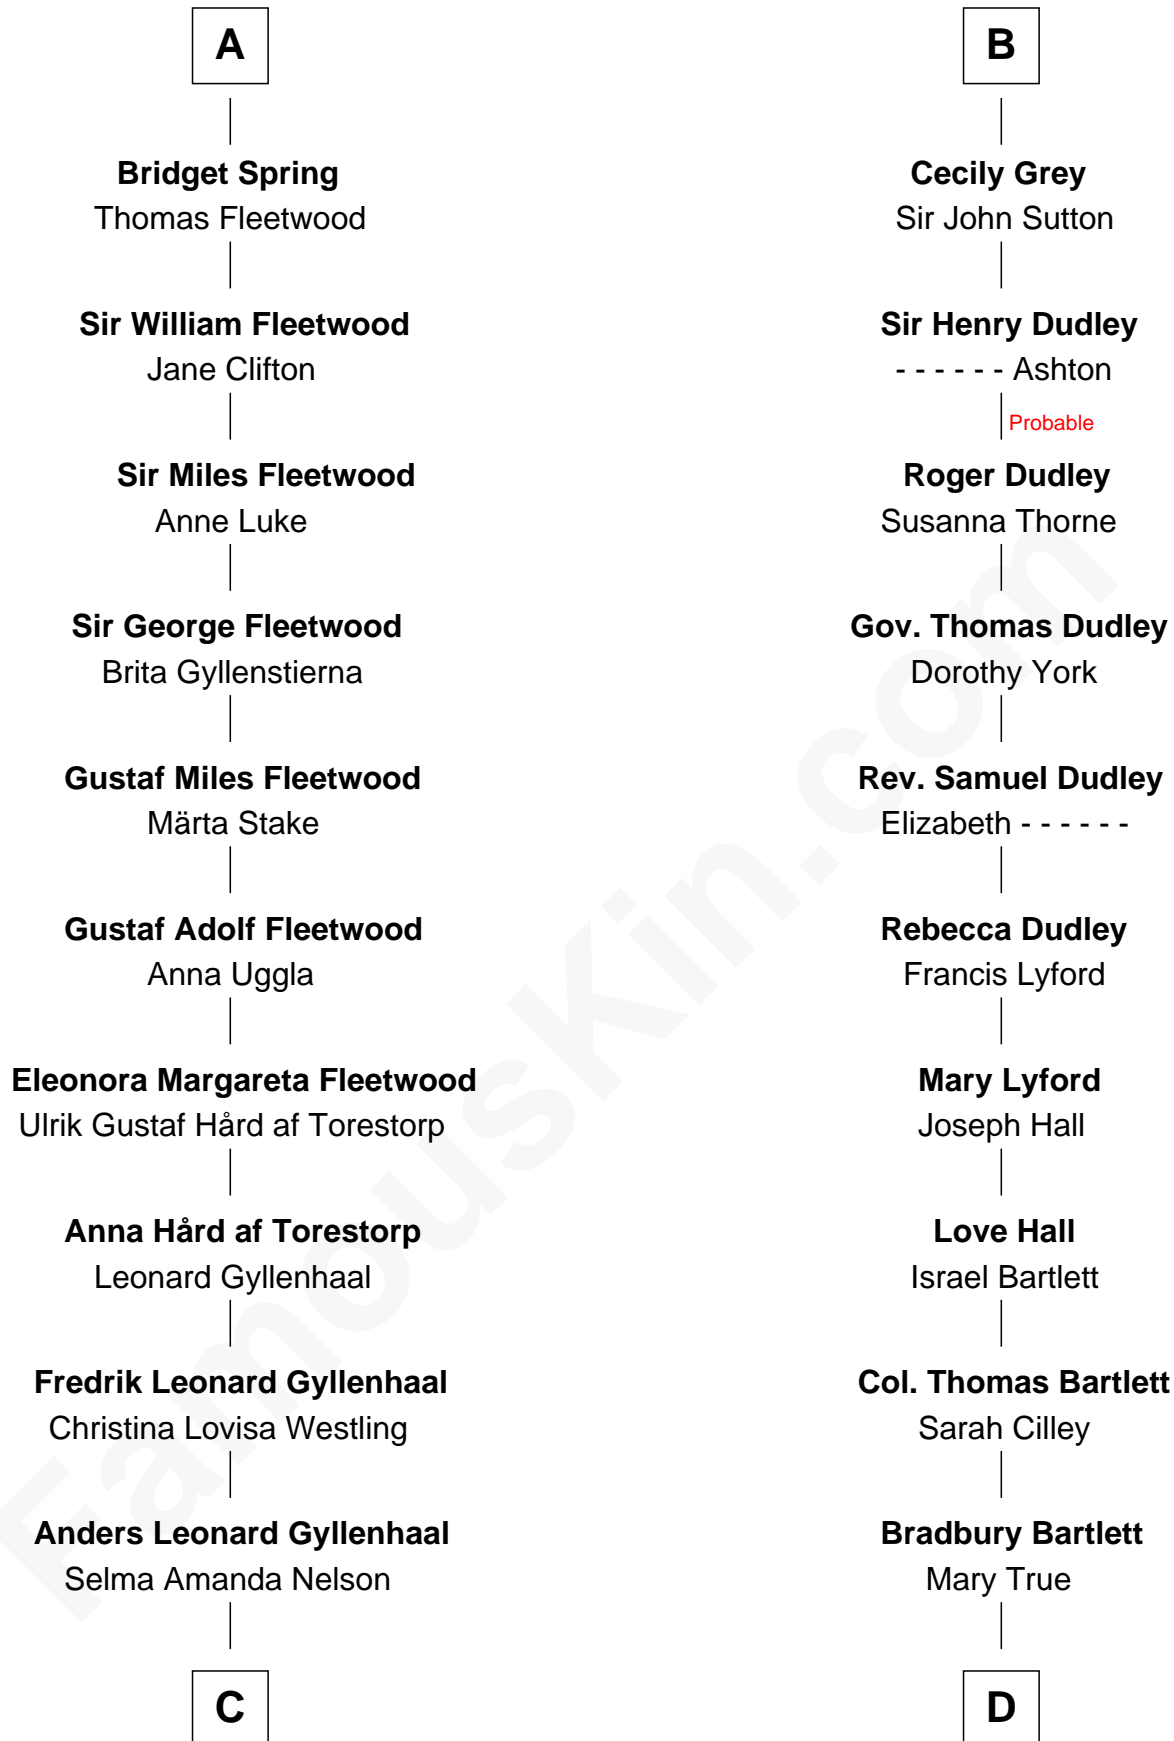 A
Bridget Spring
Thomas Fleetwood
Sir William Fleetwood
Jane Clifton
Sir Miles Fleetwood
Anne Luke
Sir George Fleetwood
Brita Gyllenstierna
Gustaf Miles Fleetwood
Märta Stake
Gustaf Adolf Fleetwood
Anna Uggla
Eleonora Margareta Fleetwood
Ulrik Gustaf Hård af Torestorp
Anna Hård af Torestorp
Leonard Gyllenhaal
Fredrik Leonard Gyllenhaal
Christina Lovisa Westling
Anders Leonard Gyllenhaal
Selma Amanda Nelson
C
B
Cecily Grey
Sir John Sutton
Sir Henry Dudley
- - - - - - Ashton
Probable
Roger Dudley
Susanna Thorne
Gov. Thomas Dudley
Dorothy York
Rev. Samuel Dudley
Elizabeth - - - - - -
Rebecca Dudley
Francis Lyford
Mary Lyford
Joseph Hall
Love Hall
Israel Bartlett
Col. Thomas Bartlett
Sarah Cilley
Bradbury Bartlett
Mary True
D
FamousKin.com